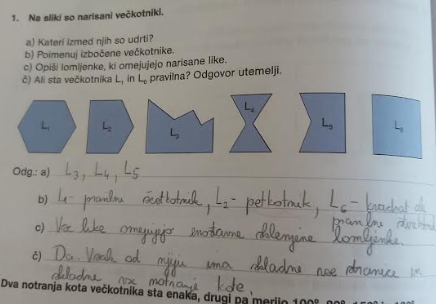 1. Na sliki so narisani večkotniki.
a) Kateri izmed njih so udrti?
b) Poimenuj izbočene večkotnike.
c) Opiši lomljenke, ki omejujejo narisane like.
č) Ali sta večkotnika L₁ in L₆ pravilna? Odgovor utemelji.
L₁ L₂ L₃ L₄ L₅ L₆
Odg.: a) L₃, L₄, L₅
b) L₁ - pravilni šestkotnik, L₂ - petkotnik, L₆ - kvadrat ali
pravilni
c) Vse like omejujejo enostavne sklenjene lomljenke.
č) Da. Vsak od njiju ima skladne vse stranice in
skladne vse notranje kote.
Dva notranja kota večkotnika sta enaka, drugi pa merijo 100°, 90°,